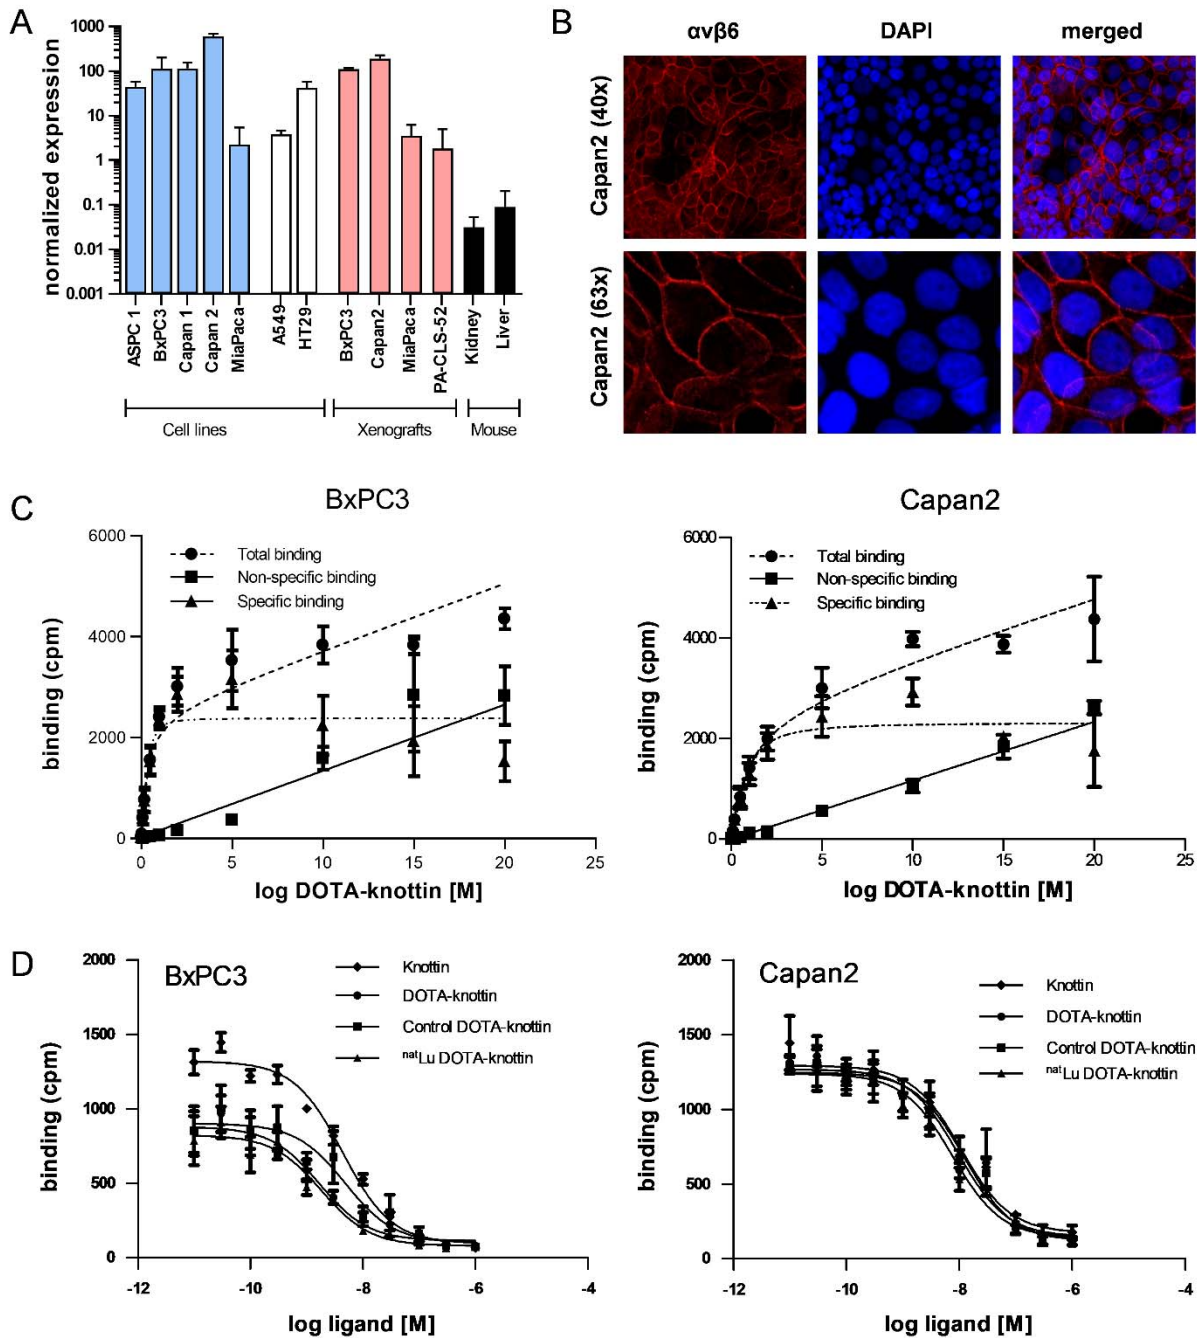 A
normalized expression
1000
100
10
1
0.1
0.01
0.001
ASPC 1
BxPC3
Capan 1
Capan 2
MiaPaca
A549
HT29
BxPC3
Capan2
MiaPaca
PA-CLS-52
Kidney
Liver
Cell lines
Xenografts
Mouse
B
αvβ6
DAPI
merged
Capan2 (40x)
Capan2 (63x)
C
BxPC3
binding (cpm)
6000
4000
2000
0
Total binding
Non-specific binding
Specific binding
0 5 10 15 20 25
log DOTA-knottin [M]
Capan2
binding (cpm)
6000
4000
2000
0
Total binding
Non-specific binding
Specific binding
0 5 10 15 20 25
log DOTA-knottin [M]
D
BxPC3
binding (cpm)
2000
1500
1000
500
0
Knottin
DOTA-knottin
Control DOTA-knottin
natLu DOTA-knottin
-12 -10 -8 -6 -4
log ligand [M]
Capan2
binding (cpm)
2000
1500
1000
500
0
Knottin
DOTA-knottin
Control DOTA-knottin
natLu DOTA-knottin
-12 -10 -8 -6 -4
log ligand [M]